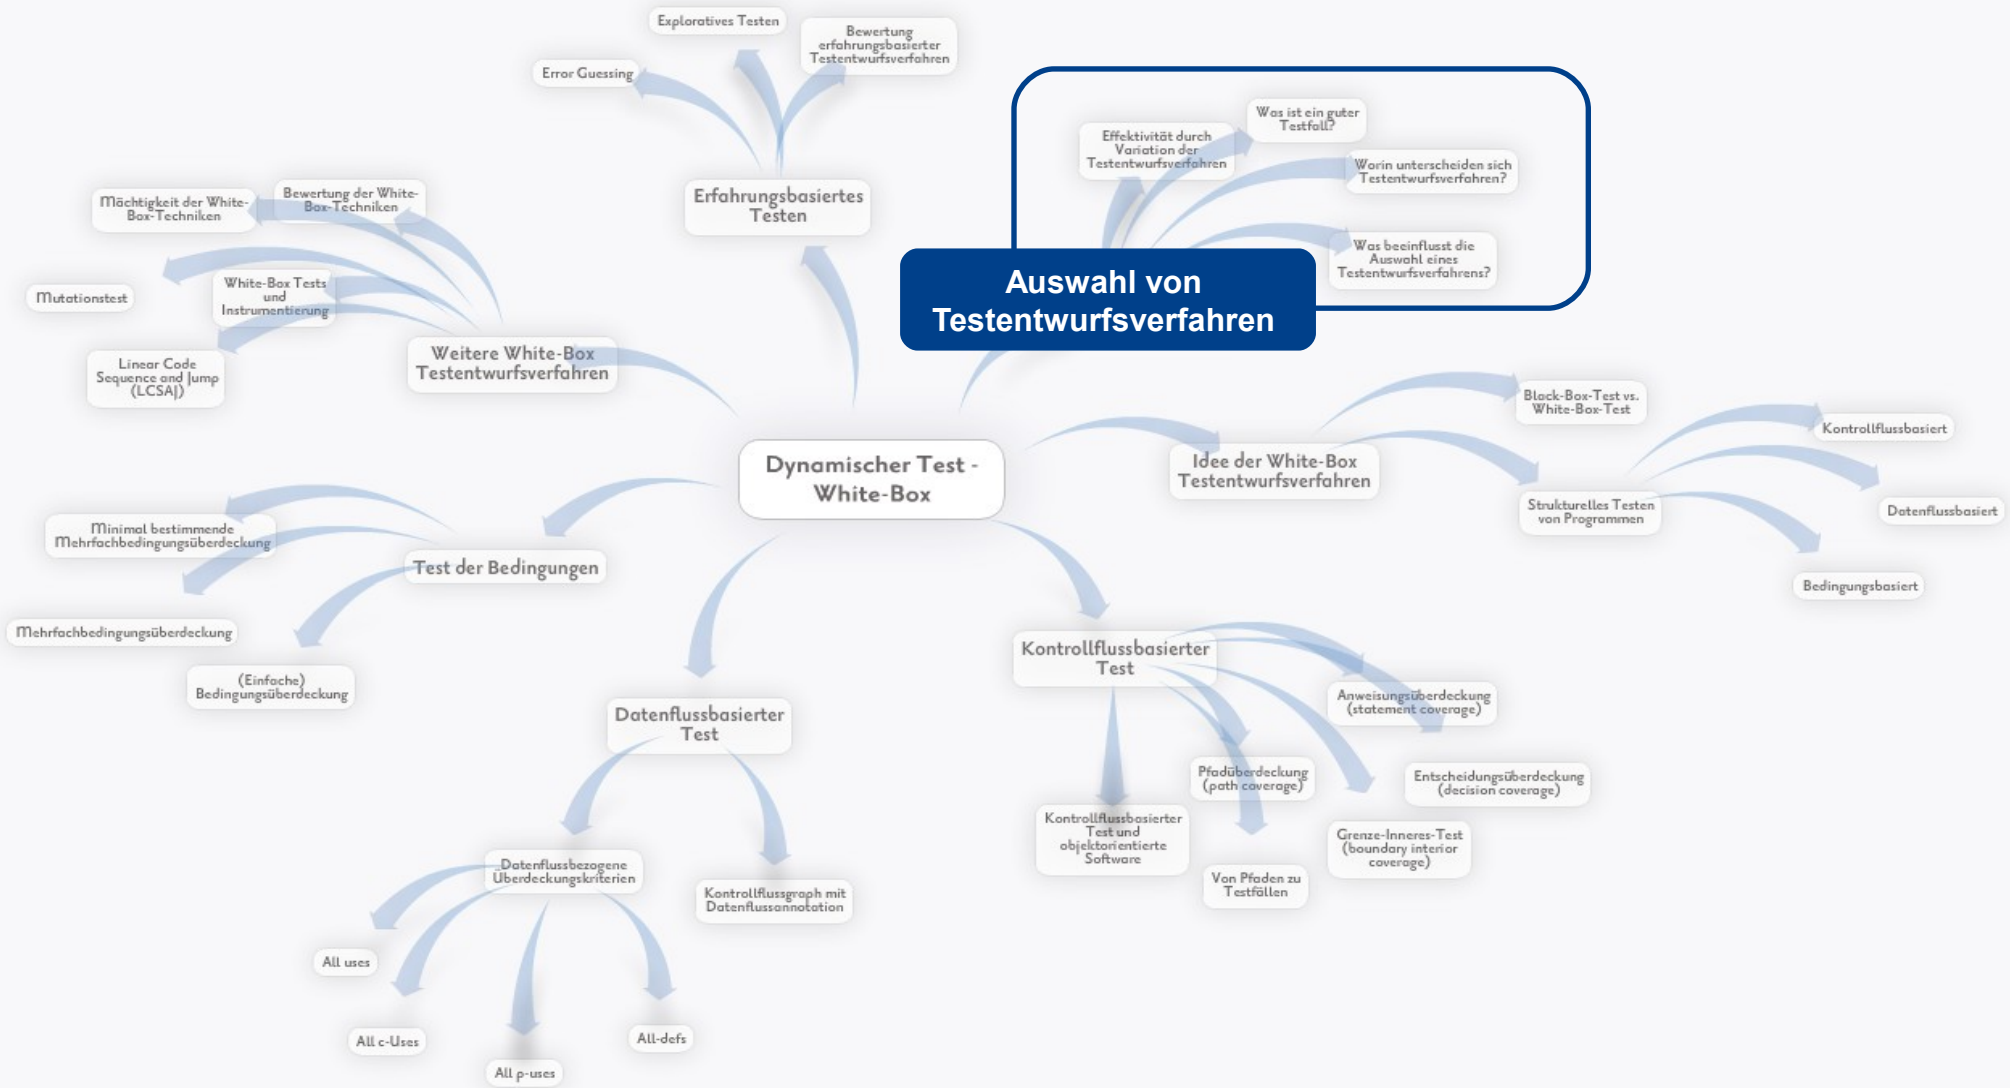 Exploratives Testen
Bewertung
erfahrungsbasierter
Testentwurfsverfahren
Error Guessing
Erfahrungsbasiertes
Testen
Effektivität durch
Variation der
Testentwurfsverfahren
Was ist ein guter
Testfall?
Worin unterscheiden sich
Testentwurfsverfahren?
Was beeinflusst die
Auswahl eines
Testentwurfsverfahrens?
Auswahl von
Testentwurfsverfahren
Mächtigkeit der White-
Box-Techniken
Bewertung der White-
Box-Techniken
Mutationstest
White-Box Tests
und
Instrumentierung
Linear Code
Sequence and Jump
(LCSAJ)
Weitere White-Box
Testentwurfsverfahren
Dynamischer Test -
White-Box
Idee der White-Box
Testentwurfsverfahren
Black-Box-Test vs.
White-Box-Test
Strukturelles Testen
von Programmen
Kontrollflussbasiert
Datenflussbasiert
Bedingungsbasiert
Minimal bestimmende
Mehrfachbedingungsüberdeckung
Test der Bedingungen
Mehrfachbedingungsüberdeckung
(Einfache)
Bedingungsüberdeckung
Datenflussbasierter
Test
Datenflussbezogene
Überdeckungskriterien
Kontrollflussgraph mit
Datenflussannotation
All uses
All c-Uses
All p-uses
All-defs
Kontrollflussbasierter
Test
Anweisungsüberdeckung
(statement coverage)
Entscheidungsüberdeckung
(decision coverage)
Pfadüberdeckung
(path coverage)
Grenze-Inneres-Test
(boundary interior
coverage)
Kontrollflussbasierter
Test und
objektorientierte
Software
Von Pfaden zu
Testfällen